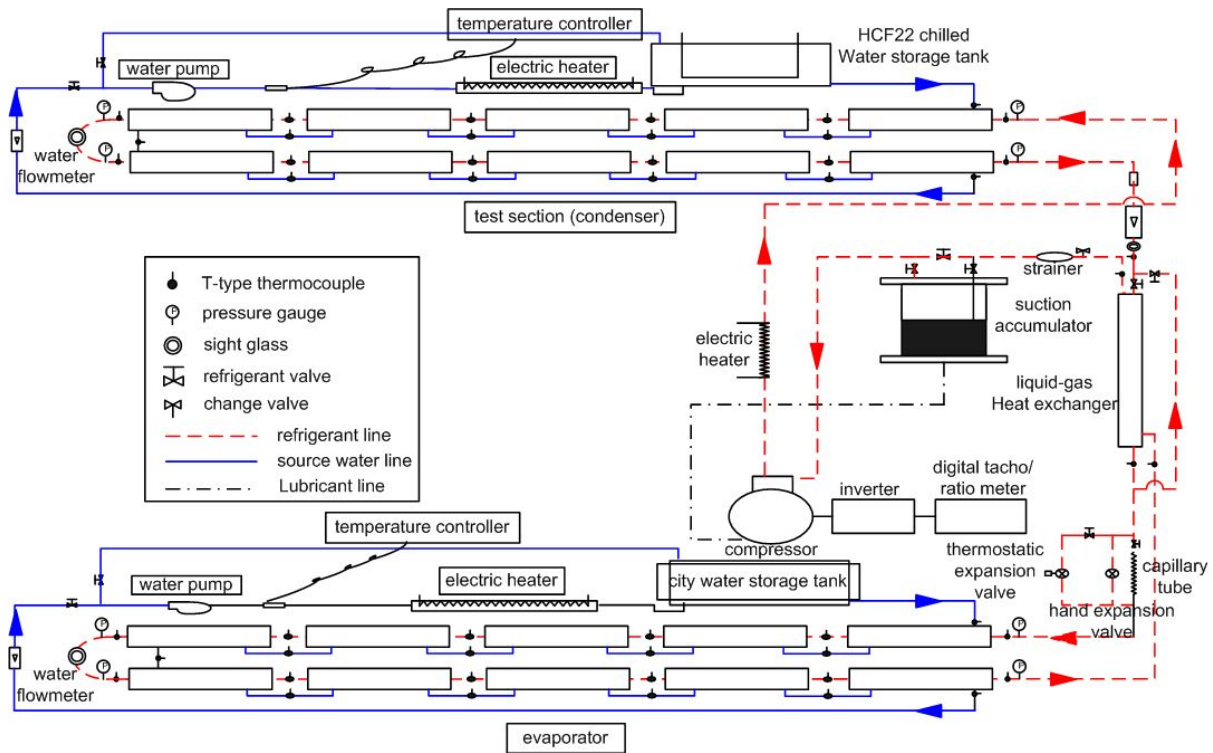 temperature controller
HCF22 chilled
Water storage tank
water pump
electric heater
P
P
P
P
water
flowmeter
test section (condenser)
T-type thermocouple
P
pressure gauge
sight glass
refrigerant valve
change valve
refrigerant line
source water line
Lubricant line
strainer
suction
accumulator
electric
heater
liquid-gas
Heat exchanger
digital tacho/
ratio meter
inverter
compressor
temperature controller
thermostatic
expansion
valve
capillary
tube
hand expansion
valve
water pump
electric heater
city water storage tank
P
P
P
P
water
flowmeter
evaporator